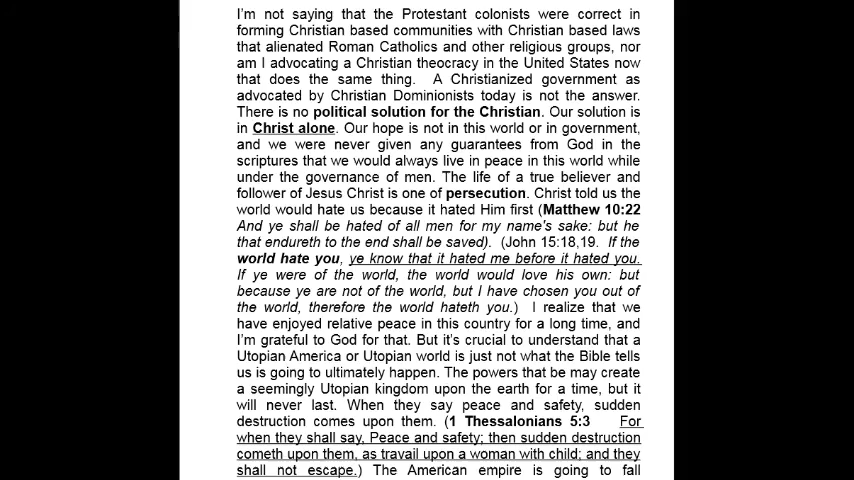 I'm not saying that the Protestant colonists were correct in
forming Christian based communities with Christian based laws
that alienated Roman Catholics and other religious groups, nor
am I advocating a Christian theocracy in the United States now
that does the same thing. A Christianized government as
advocated by Christian Dominionists today is not the answer.
There is no political solution for the Christian. Our solution is
in Christ alone. Our hope is not in this world or in government,
and we were never given any guarantees from God in the
scriptures that we would always live in peace in this world while
under the governance of men. The life of a true believer and
follower of Jesus Christ is one of persecution. Christ told us the
world would hate us because it hated Him first (Matthew 10:22
And ye shall be hated of all men for my name's sake: but he
that endureth to the end shall be saved). (John 15:18,19. If the
world hate you, ye know that it hated me before it hated you.
If ye were of the world, the world would love his own: but
because ye are not of the world, but I have chosen you out of
the world, therefore the world hateth you.) I realize that we
have enjoyed relative peace in this country for a long time, and
I'm grateful to God for that. But it's crucial to understand that a
Utopian America or Utopian world is just not what the Bible tells
us is going to ultimately happen. The powers that be may create
a seemingly Utopian kingdom upon the earth for a time, but it
will never last. When they say peace and safety, sudden
destruction comes upon them. (1 Thessalonians 5:3 For
when they shall say, Peace and safety; then sudden destruction
cometh upon them, as travail upon a woman with child; and they
shall not escape.) The American empire is going to fall